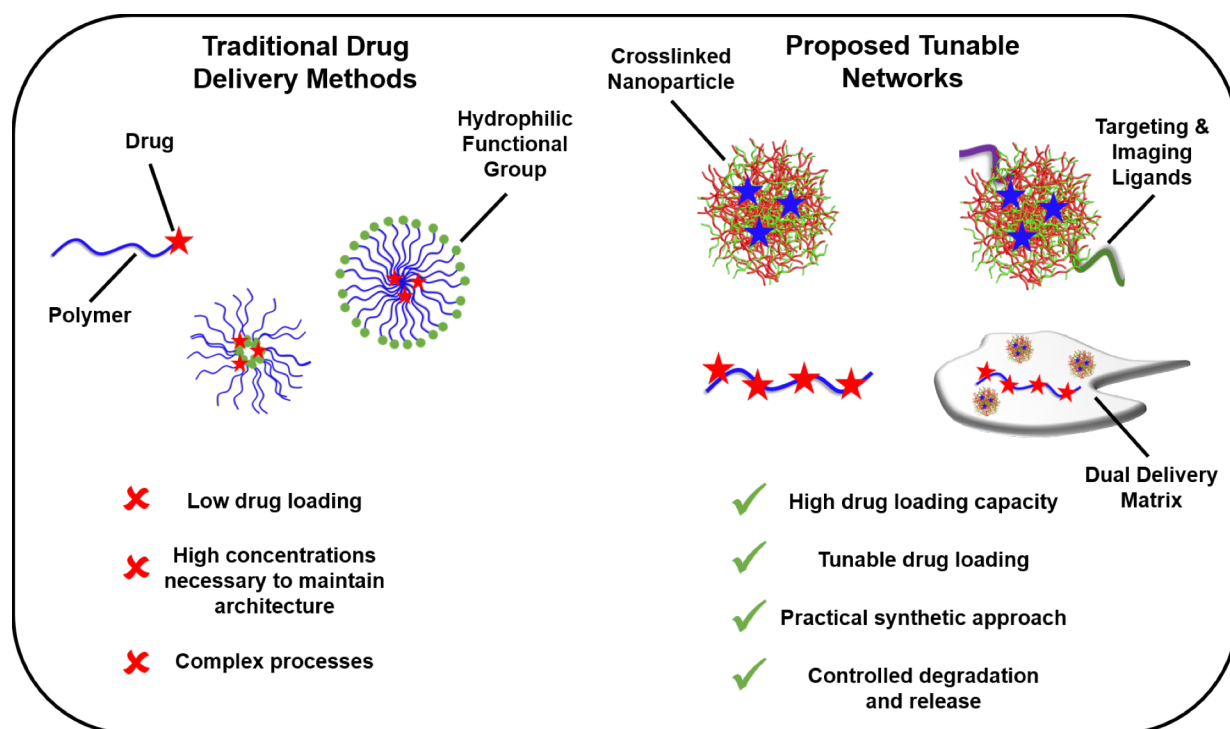 Traditional Drug
Delivery Methods
Drug
Hydrophilic
Functional
Group
Polymer
Low drug loading
High concentrations
necessary to maintain
architecture
Complex processes
Proposed Tunable
Networks
Crosslinked
Nanoparticle
Targeting &
Imaging
Ligands
Dual Delivery
Matrix
High drug loading capacity
Tunable drug loading
Practical synthetic approach
Controlled degradation
and release